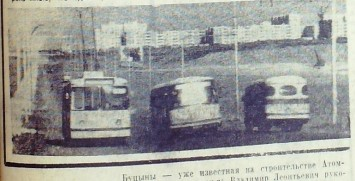 Буцыны — уже известная на строительстве Атом-
Владимир Леонтьевич руко-